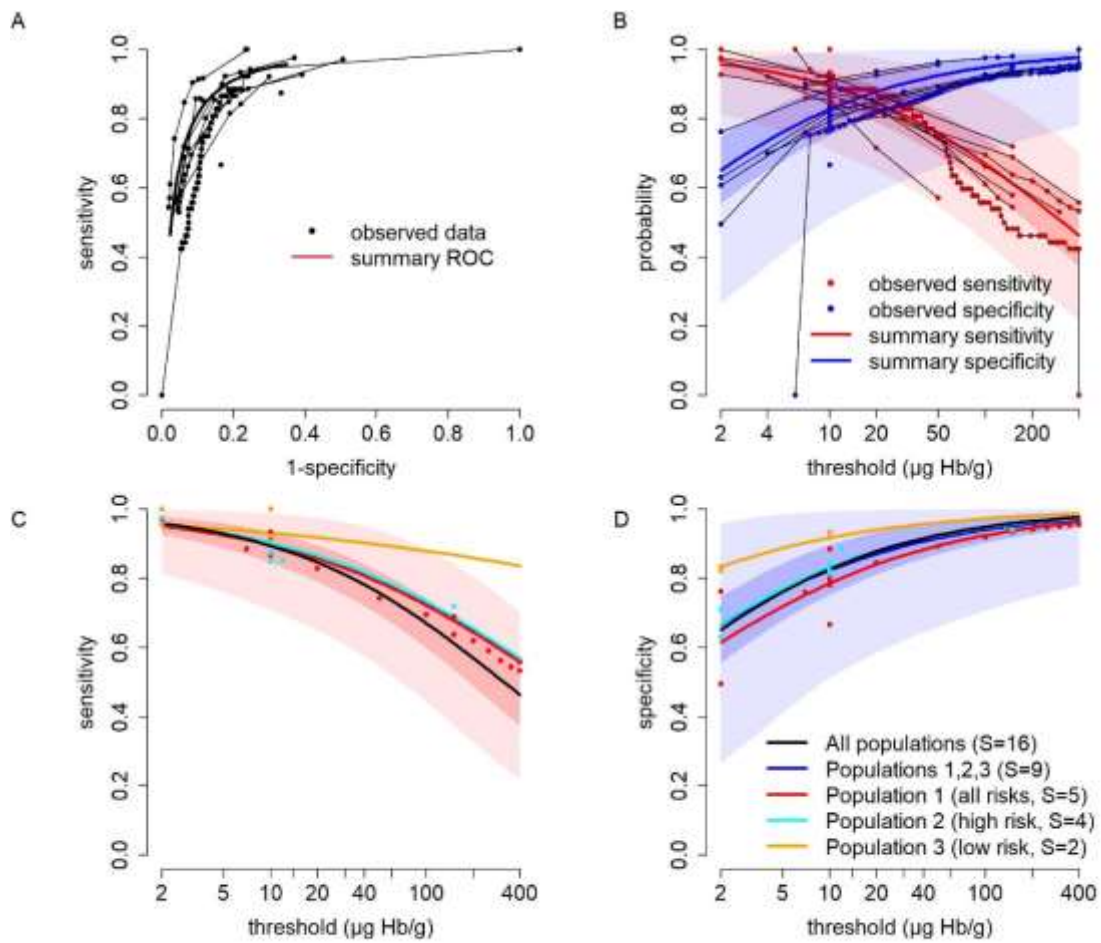 A
1.0
0.8
0.6
0.4
0.2
0.0
sensitivity
observed data
summary ROC
0.0 0.2 0.4 0.6 0.8 1.0
1-specificity
B
1.0
0.8
0.6
0.4
0.2
0.0
probability
observed sensitivity
observed specificity
summary sensitivity
summary specificity
2 4 10 20 50 200
threshold (µg Hb/g)
C
1.0
0.8
0.6
0.4
0.2
0.0
sensitivity
2 5 10 20 40 100 400
threshold (µg Hb/g)
D
1.0
0.8
0.6
0.4
0.2
0.0
specificity
All populations (S=16)
Populations 1,2,3 (S=9)
Population 1 (all risks, S=5)
Population 2 (high risk, S=4)
Population 3 (low risk, S=2)
2 5 10 20 40 100 400
threshold (µg Hb/g)